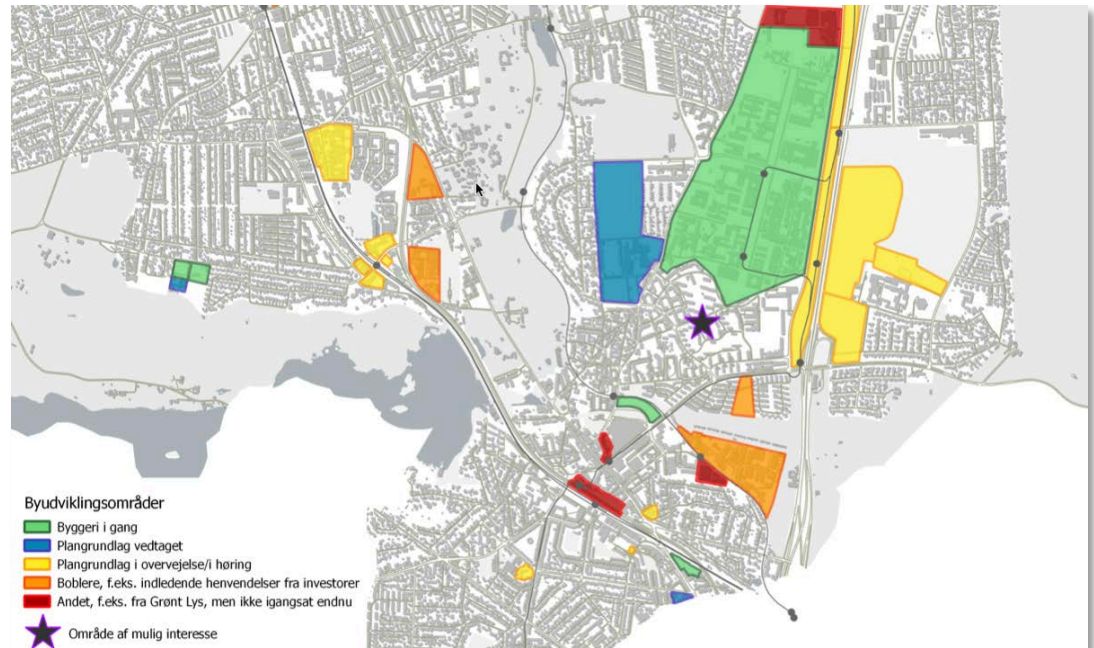 Byudviklingsområder
Byggeri i gang
Plangrundlag vedtaget
Plangrundlag i overvejelse/i høring
Boblere, f.eks. indledende henvendelser fra investorer
Andet, f.eks. fra Grønt Lys, men ikke igangsat endnu
Område af mulig interesse